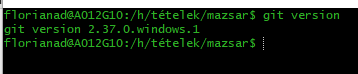 florianad@A012G10:/h/tételek/mazsar$ git version
git version 2.37.0.windows.1
florianad@A012G10:/h/tételek/mazsar$